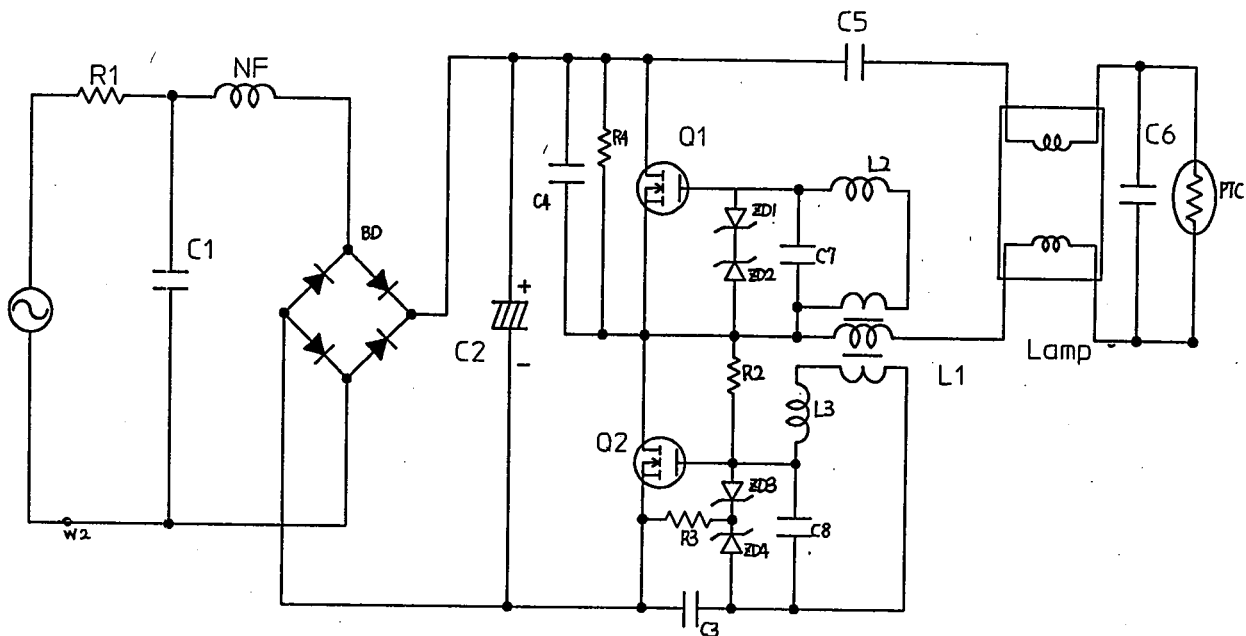 C5
R1
NF
R4
Q1
L2
C6
PTC
ZD1
C4
BD
C7
C1
ZD2
+
C2
-
Lamp
R2
L1
L3
Q2
ZD3
R3
C8
ZD4
W2
C3